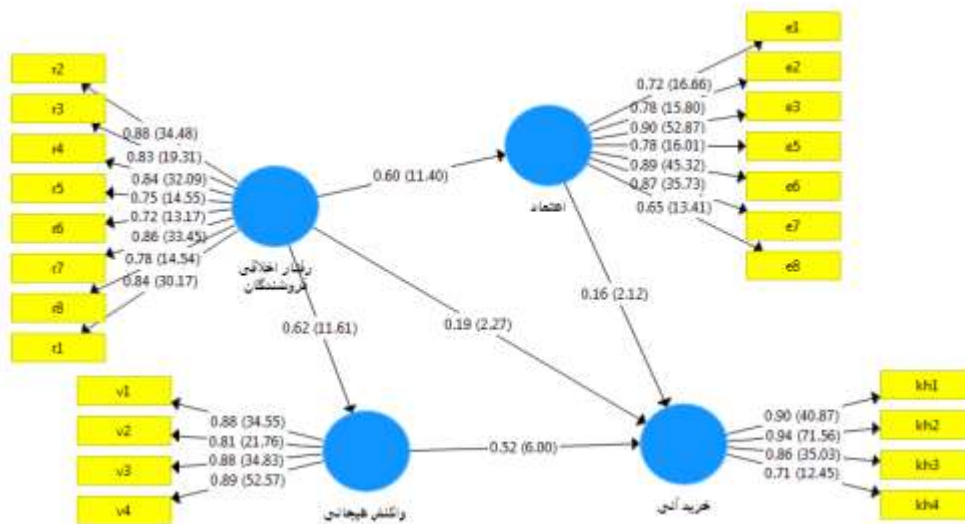 r2
r3
r4
r5
r6
r7
r8
r1
0.88 (34.48)
0.83 (19.31)
0.84 (32.09)
0.75 (14.55)
0.72 (13.17)
0.86 (33.45)
0.78 (14.54)
0.84 (30.17)
رفتار اخلاقی
فروشندگان
0.60 (11.40)
اعتماد
0.72 (16.66)
0.78 (15.80)
0.90 (52.87)
0.78 (16.01)
0.89 (45.32)
0.87 (35.73)
0.65 (13.41)
e1
e2
e3
e5
e6
e7
e8
0.62 (11.61)
0.19 (2.27)
0.16 (2.12)
v1
v2
v3
v4
0.88 (34.55)
0.81 (21.76)
0.88 (34.83)
0.89 (52.57)
واکنش هیجانی
0.52 (6.00)
خرید آنی
0.90 (40.87)
0.94 (71.56)
0.86 (35.03)
0.71 (12.45)
kh1
kh2
kh3
kh4